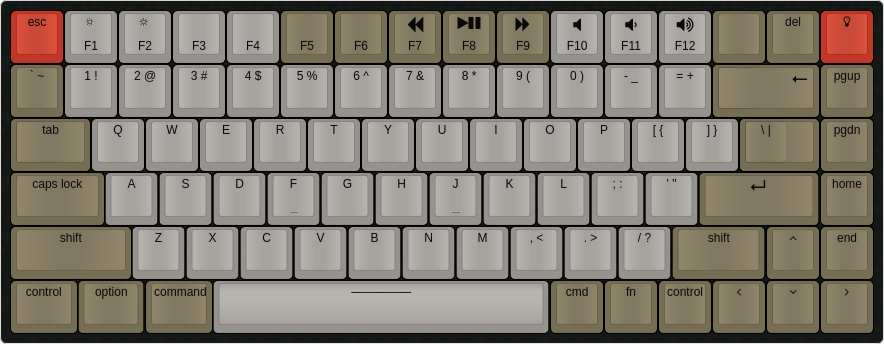 esc F1 F2 F3 F4 F5 F6 F7 F8 F9 F10 F11 F12 del
` ~ 1 ! 2 @ 3 # 4 $ 5 % 6 ^ 7 & 8 * 9 ( 0 ) - _ = + ← pgup
tab Q W E R T Y U I O P [ { ] } \ | pgdn
caps lock A S D F _ G H J _ K L ; : ' " ↵ home
shift Z X C V B N M , < . > / ? shift ^ end
control option command cmd fn control < ⌄ >